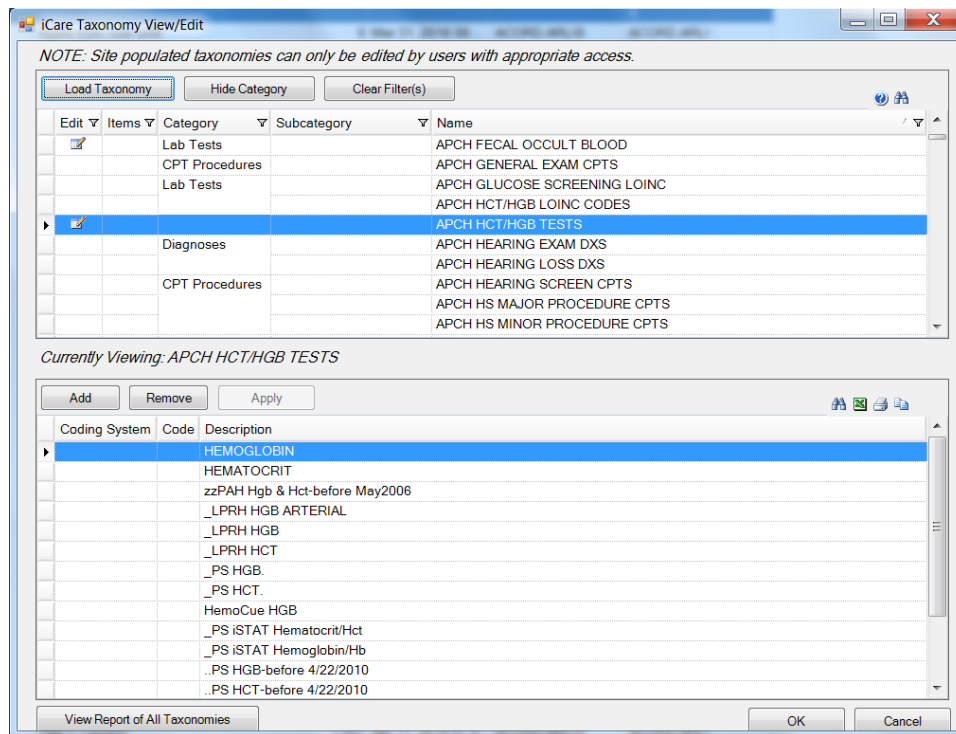 iCare Taxonomy View/Edit
NOTE: Site populated taxonomies can only be edited by users with appropriate access.
Load Taxonomy Hide Category Clear Filter(s)
Edit Items Category Subcategory Name
Lab Tests APCH FECAL OCCULT BLOOD
CPT Procedures APCH GENERAL EXAM CPTS
Lab Tests APCH GLUCOSE SCREENING LOINC
APCH HCT/HGB LOINC CODES
APCH HCT/HGB TESTS
Diagnoses APCH HEARING EXAM DXS
APCH HEARING LOSS DXS
CPT Procedures APCH HEARING SCREEN CPTS
APCH HS MAJOR PROCEDURE CPTS
APCH HS MINOR PROCEDURE CPTS
Currently Viewing: APCH HCT/HGB TESTS
Add Remove Apply
Coding System Code Description
HEMOGLOBIN
HEMATOCRIT
zzPAH Hgb & Hct-before May2006
_LPRH HGB ARTERIAL
_LPRH HGB
_LPRH HCT
_PS HGB.
_PS HCT.
HemoCue HGB
_PS iSTAT Hematocrit/Hct
_PS iSTAT Hemoglobin/Hb
..PS HGB-before 4/22/2010
..PS HCT-before 4/22/2010
View Report of All Taxonomies OK Cancel